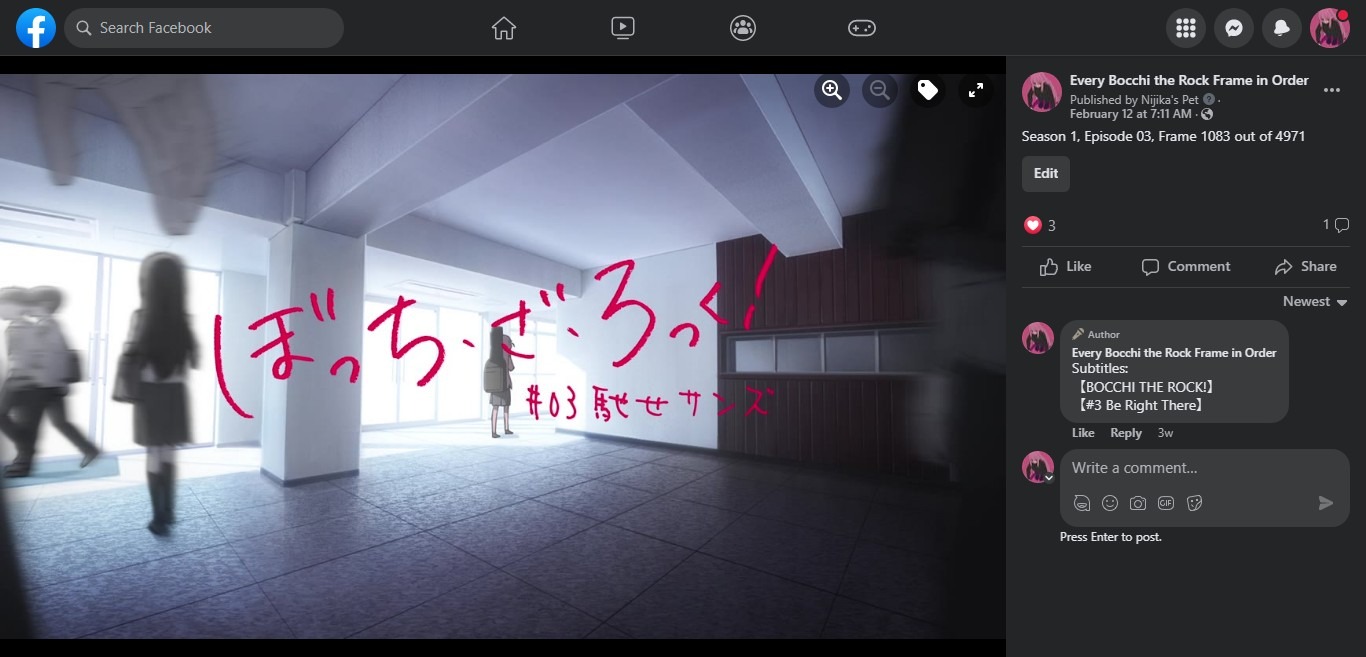 Search Facebook
ぼっち・ざ・ろっく!
#03 馳せサンズ
Every Bocchi the Rock Frame in Order
Published by Nijika's Pet
February 12 at 7:11 AM
Season 1, Episode 03, Frame 1083 out of 4971
Edit
3
1
Like Comment Share
Newest
Author
Every Bocchi the Rock Frame in Order
Subtitles:
【BOCCHI THE ROCK!】
【#3 Be Right There】
Like Reply 3w
Write a comment...
GIF
Press Enter to post.